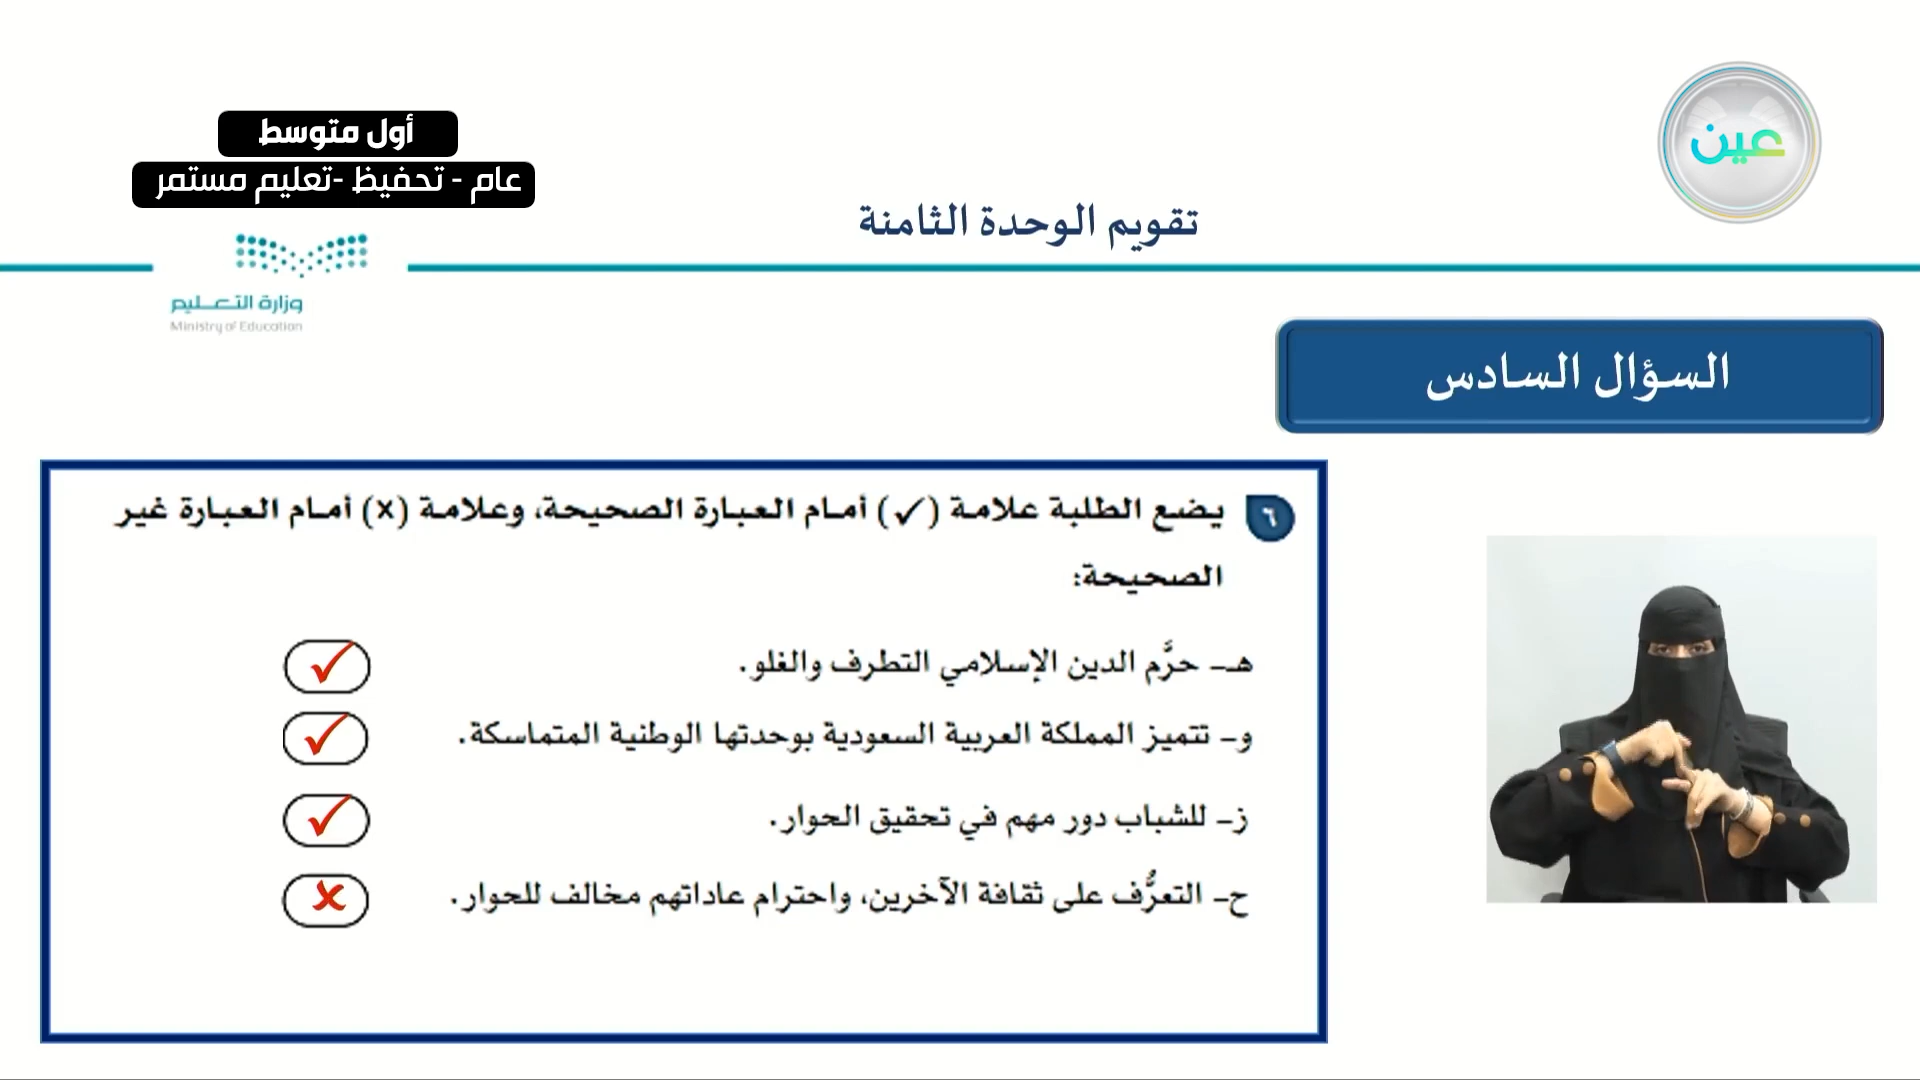 أول متوسط
عام - تحفيظ -تعليم مستمر
عين
تقويم الوحدة الثامنة
وزارة التعليم
Ministry of Education
السؤال السادس
٦ يضع الطلبة علامة (✓) أمام العبارة الصحيحة، وعلامة (x) أمام العبارة غير
الصحيحة:
هـ- حرَّم الدين الإسلامي التطرف والغلو. ✓
و- تتميز المملكة العربية السعودية بوحدتها الوطنية المتماسكة. ✓
ز- للشباب دور مهم في تحقيق الحوار. ✓
ح- التعرُّف على ثقافة الآخرين، واحترام عاداتهم مخالف للحوار. ✗